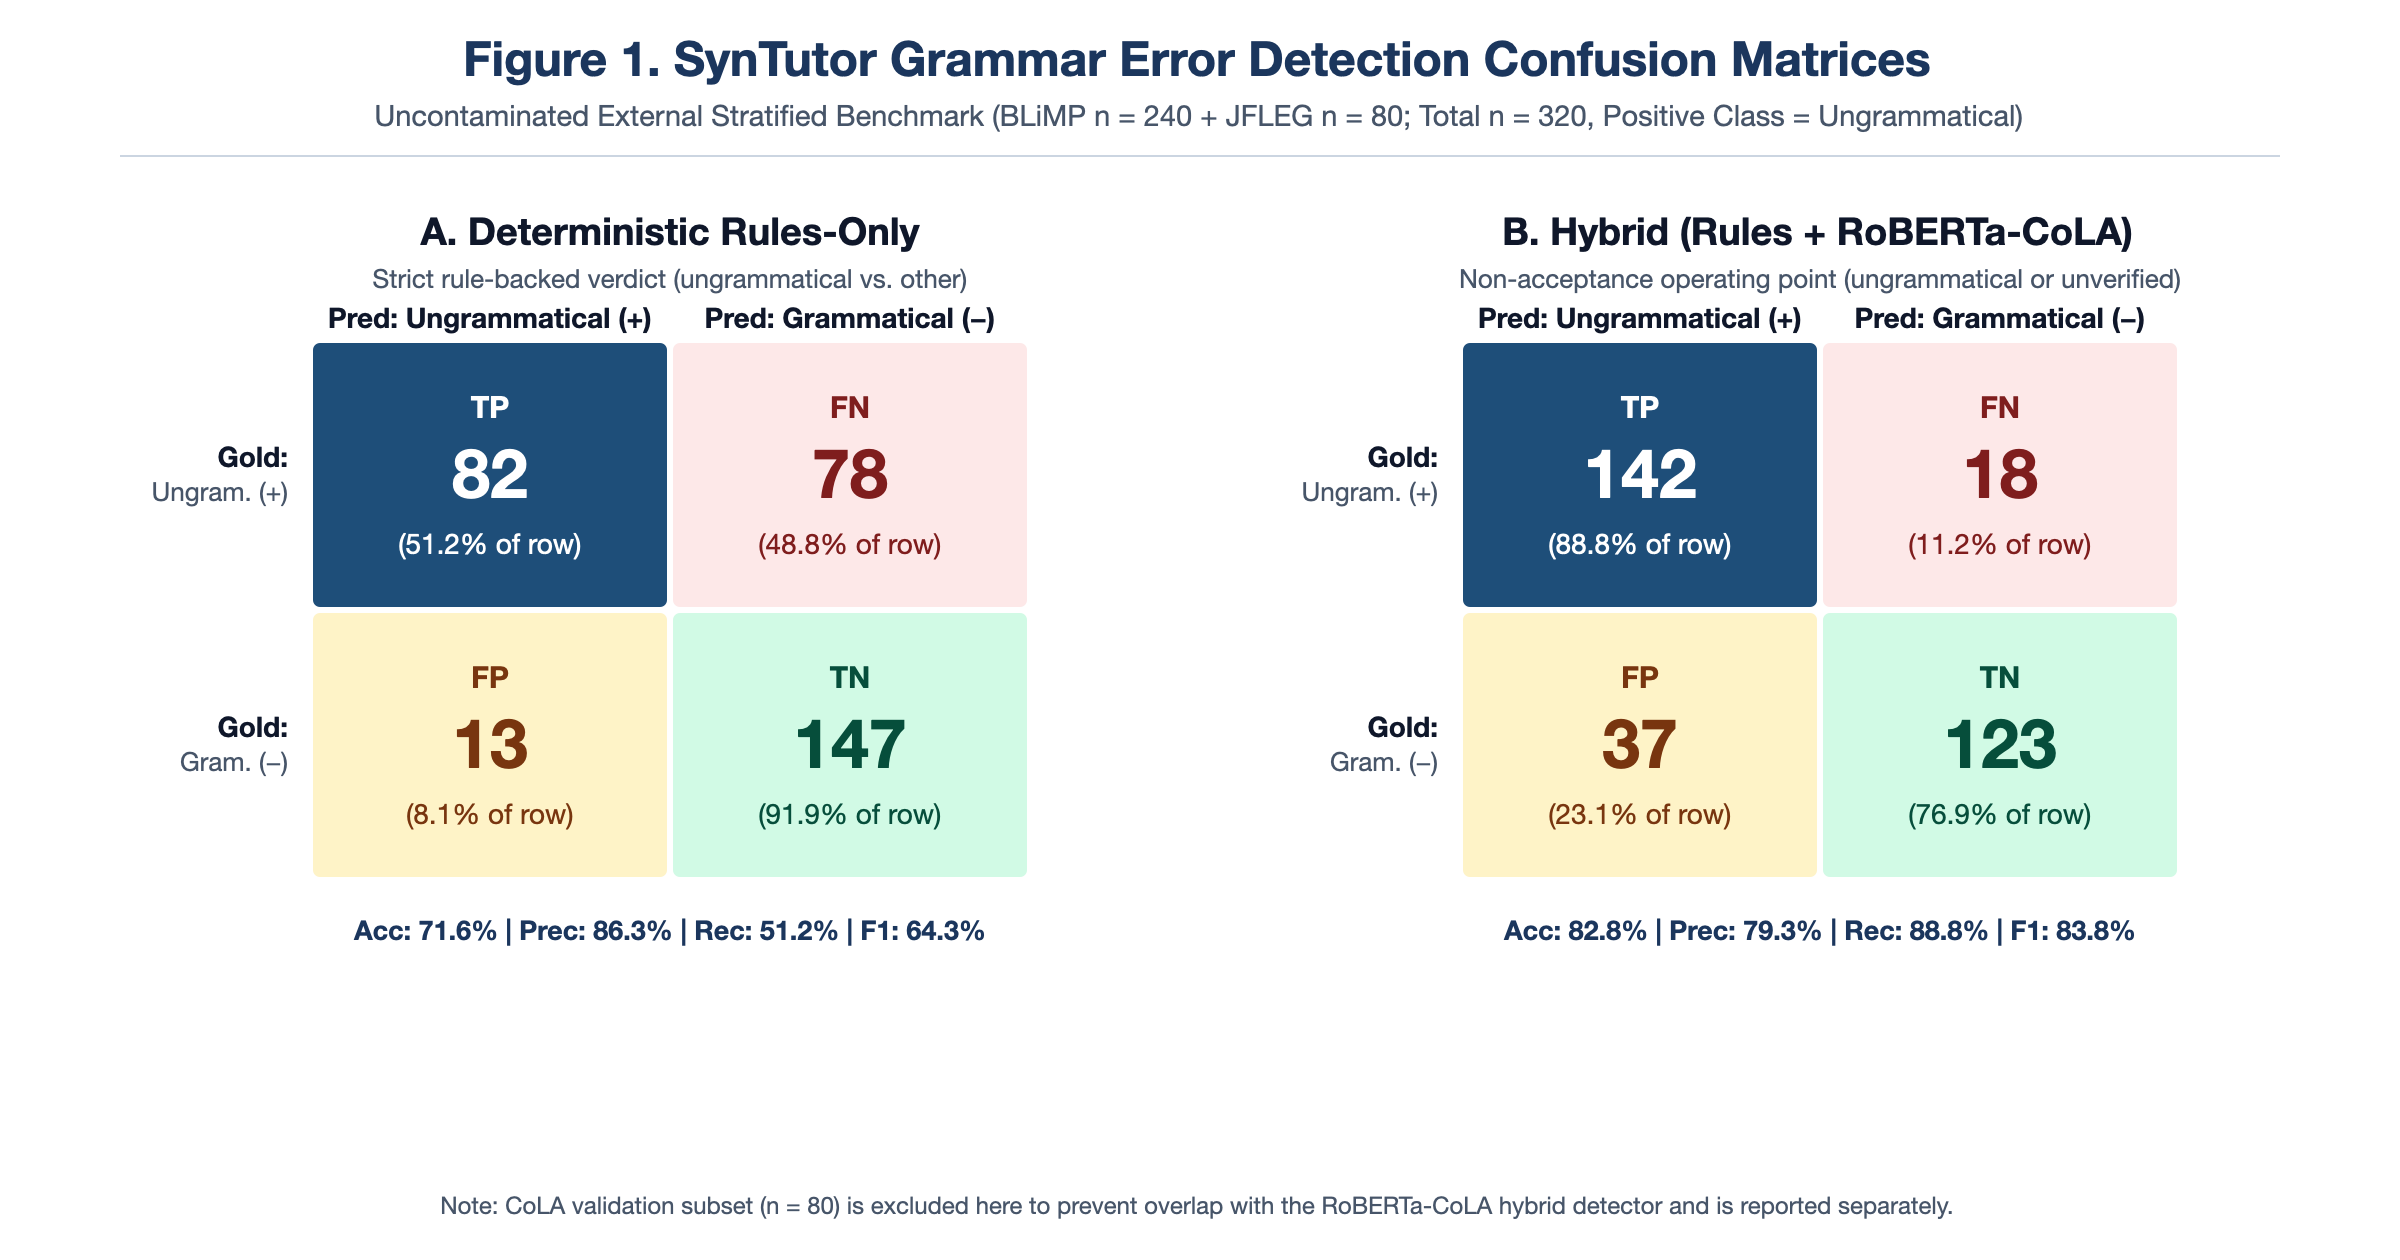 Figure 1. SynTutor Grammar Error Detection Confusion Matrices
Uncontaminated External Stratified Benchmark (BLiMP n = 240 + JFLEG n = 80; Total n = 320, Positive Class = Ungrammatical)
A. Deterministic Rules-Only
Strict rule-backed verdict (ungrammatical vs. other)
Pred: Ungrammatical (+) Pred: Grammatical (–)
Gold:
Ungram. (+)
TP
82
(51.2% of row)
FN
78
(48.8% of row)
Gold:
Gram. (–)
FP
13
(8.1% of row)
TN
147
(91.9% of row)
Acc: 71.6% | Prec: 86.3% | Rec: 51.2% | F1: 64.3%
B. Hybrid (Rules + RoBERTa-CoLA)
Non-acceptance operating point (ungrammatical or unverified)
Pred: Ungrammatical (+) Pred: Grammatical (–)
Gold:
Ungram. (+)
TP
142
(88.8% of row)
FN
18
(11.2% of row)
Gold:
Gram. (–)
FP
37
(23.1% of row)
TN
123
(76.9% of row)
Acc: 82.8% | Prec: 79.3% | Rec: 88.8% | F1: 83.8%
Note: CoLA validation subset (n = 80) is excluded here to prevent overlap with the RoBERTa-CoLA hybrid detector and is reported separately.